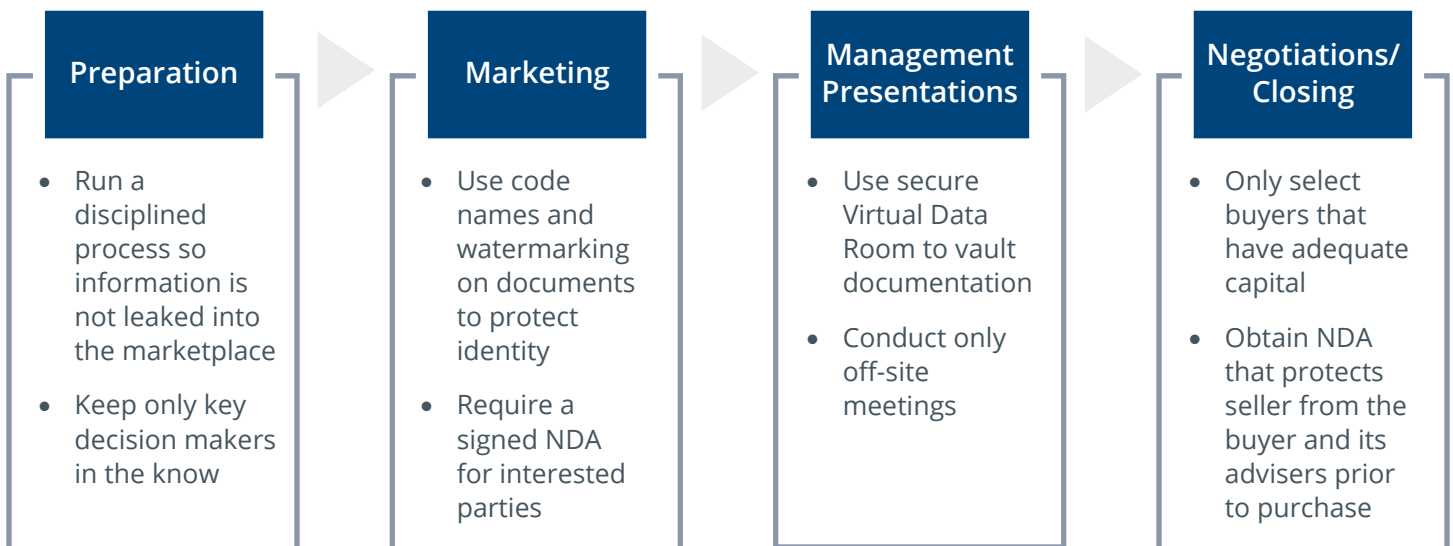 Preparation
• Run a
disciplined
process so
information is
not leaked into
the marketplace
• Keep only key
decision makers
in the know
Marketing
• Use code
names and
watermarking
on documents
to protect
identity
• Require a
signed NDA
for interested
parties
Management
Presentations
• Use secure
Virtual Data
Room to vault
documentation
• Conduct only
off-site
meetings
Negotiations/
Closing
• Only select
buyers that
have adequate
capital
• Obtain NDA
that protects
seller from the
buyer and its
advisers prior
to purchase